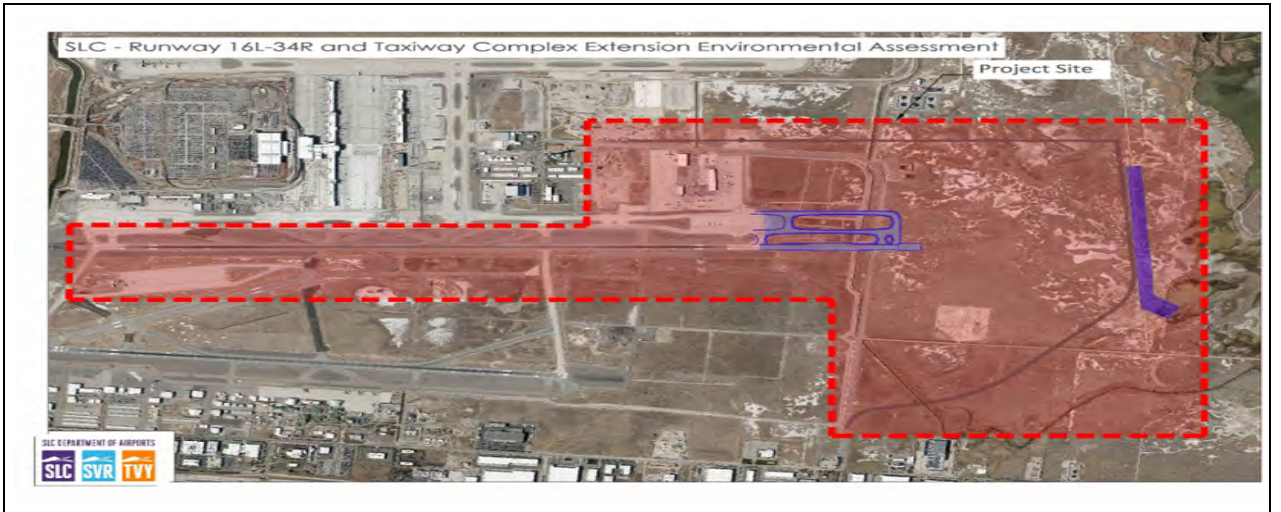 SLC - Runway 16L-34R and Taxiway Complex Extension Environmental Assessment
Project Site
SLC DEPARTMENT OF AIRPORTS
SLC SVR TVY